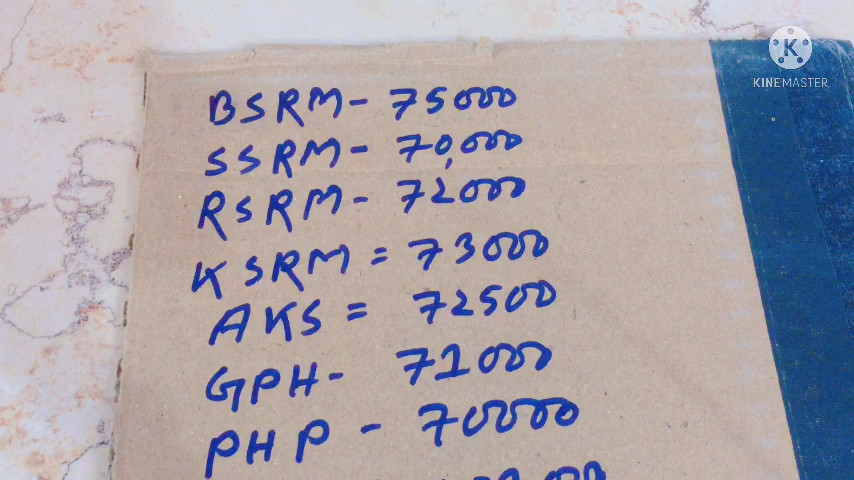 BSRM- 75000
SSRM- 70,000
RSRM- 72000
KSRM = 73000
AKS = 72500
GPH- 71000
PHP - 70000
KINEMASTER